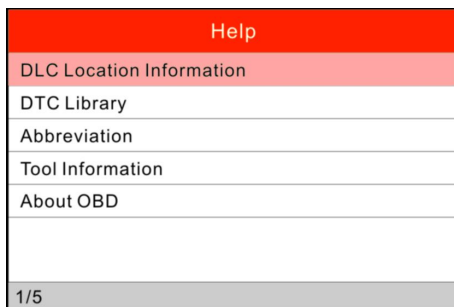 Help
DLC Location Information
DTC Library
Abbreviation
Tool Information
About OBD
1/5